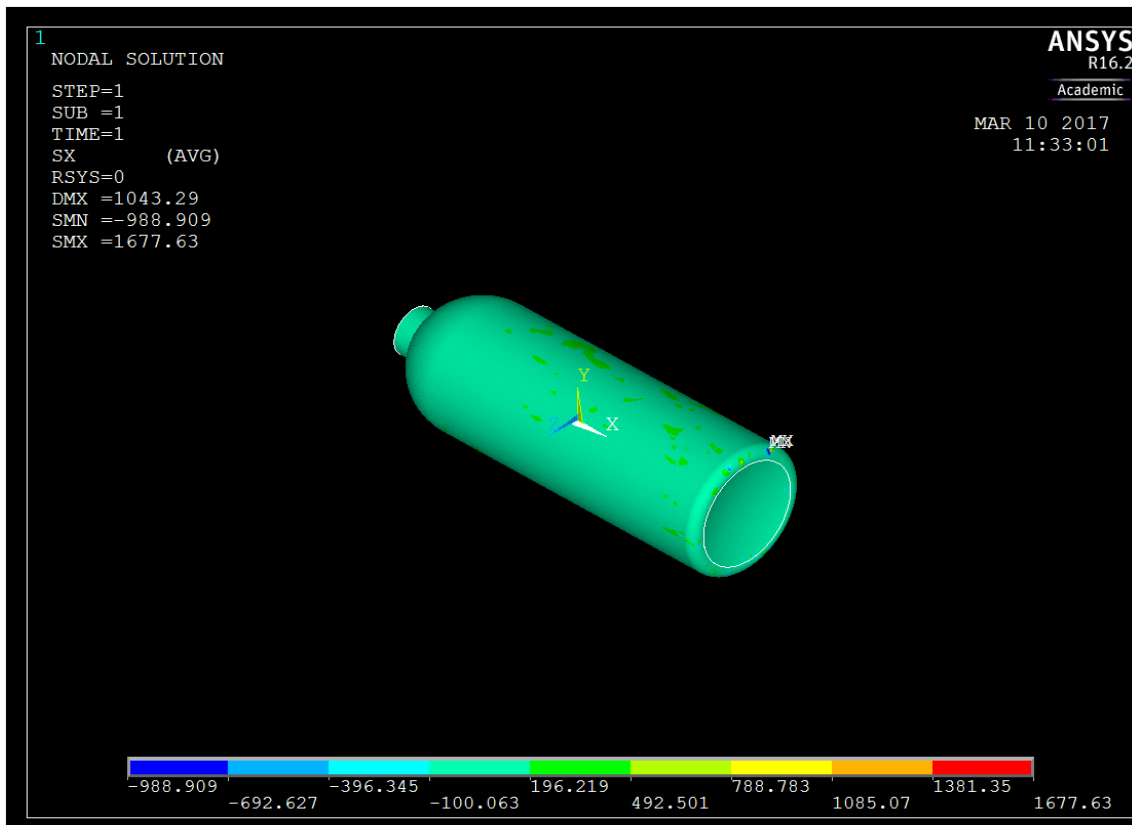 1
NODAL SOLUTION
STEP=1
SUB =1
TIME=1
SX (AVG)
RSYS=0
DMX =1043.29
SMN =-988.909
SMX =1677.63
ANSYS
R16.2
Academic
MAR 10 2017
11:33:01
Y
Z X
MX
-988.909 -396.345 196.219 788.783 1381.35
-692.627 -100.063 492.501 1085.07 1677.63